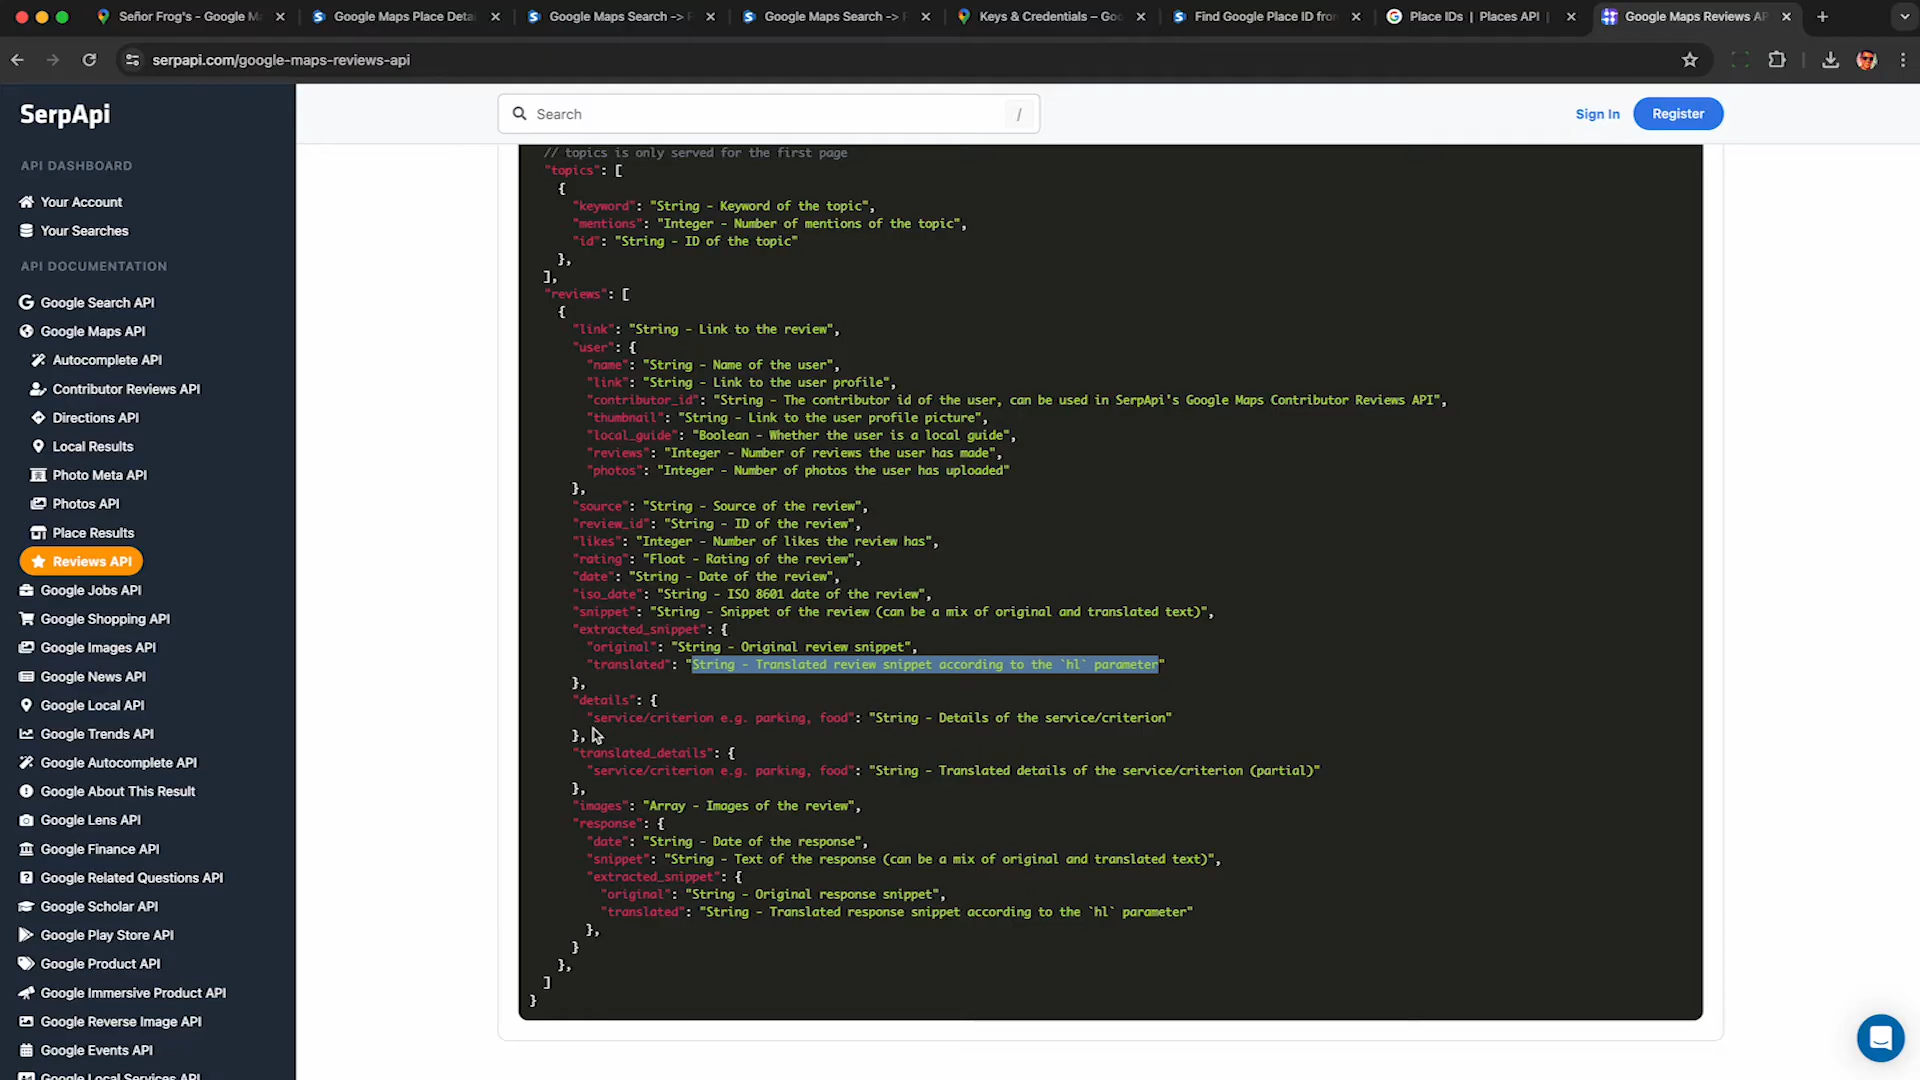 Señor Frog's - Google Ma
Google Maps Place Deta
Google Maps Search -> P
Google Maps Search -> P
Keys & Credentials – Goo
Find Google Place ID from
Place IDs | Places API |
Google Maps Reviews AP
serpapi.com/google-maps-reviews-api
SerpApi
Search
/
Sign In
Register
API DASHBOARD
Your Account
Your Searches
API DOCUMENTATION
Google Search API
Google Maps API
Autocomplete API
Contributor Reviews API
Directions API
Local Results
Photo Meta API
Photos API
Place Results
Reviews API
Google Jobs API
Google Shopping API
Google Images API
Google News API
Google Local API
Google Trends API
Google Autocomplete API
Google About This Result
Google Lens API
Google Finance API
Google Related Questions API
Google Scholar API
Google Play Store API
Google Product API
Google Immersive Product API
Google Reverse Image API
Google Events API
Google Local Services API
// topics is only served for the first page
"topics": [
{
"keyword": "String - Keyword of the topic",
"mentions": "Integer - Number of mentions of the topic",
"id": "String - ID of the topic"
},
],
"reviews": [
{
"link": "String - Link to the review",
"user": {
"name": "String - Name of the user",
"link": "String - Link to the user profile",
"contributor_id": "String - The contributor id of the user, can be used in SerpApi's Google Maps Contributor Reviews API",
"thumbnail": "String - Link to the user profile picture",
"local_guide": "Boolean - Whether the user is a local guide",
"reviews": "Integer - Number of reviews the user has made",
"photos": "Integer - Number of photos the user has uploaded"
},
"source": "String - Source of the review",
"review_id": "String - ID of the review",
"likes": "Integer - Number of likes the review has",
"rating": "Float - Rating of the review",
"date": "String - Date of the review",
"iso_date": "String - ISO 8601 date of the review",
"snippet": "String - Snippet of the review (can be a mix of original and translated text)",
"extracted_snippet": {
"original": "String - Original review snippet",
"translated": "String - Translated review snippet according to the `hl` parameter"
},
"details": {
"service/criterion e.g. parking, food": "String - Details of the service/criterion"
},
"translated_details": {
"service/criterion e.g. parking, food": "String - Translated details of the service/criterion (partial)"
},
"images": "Array - Images of the review",
"response": {
"date": "String - Date of the response",
"snippet": "String - Text of the response (can be a mix of original and translated text)",
"extracted_snippet": {
"original": "String - Original response snippet",
"translated": "String - Translated response snippet according to the `hl` parameter"
},
}
},
]
}